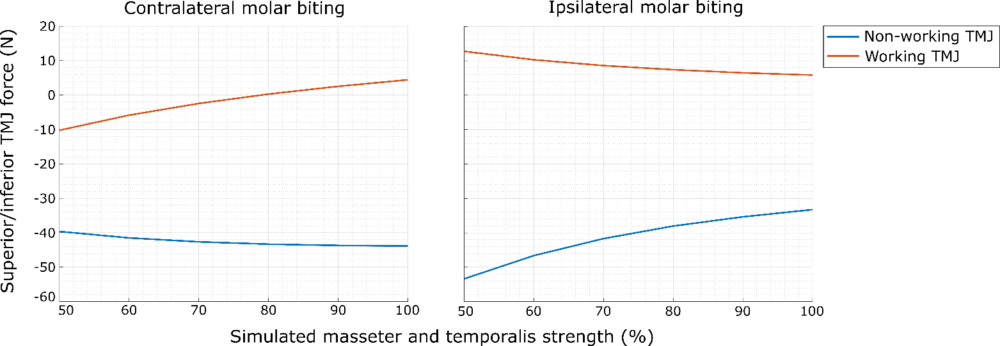 Contralateral molar biting
Ipsilateral molar biting
Superior/inferior TMJ force (N)
20
10
0
-10
-20
-30
-40
-50
-60
50 60 70 80 90 100
50 60 70 80 90 100
Simulated masseter and temporalis strength (%)
Non-working TMJ
Working TMJ